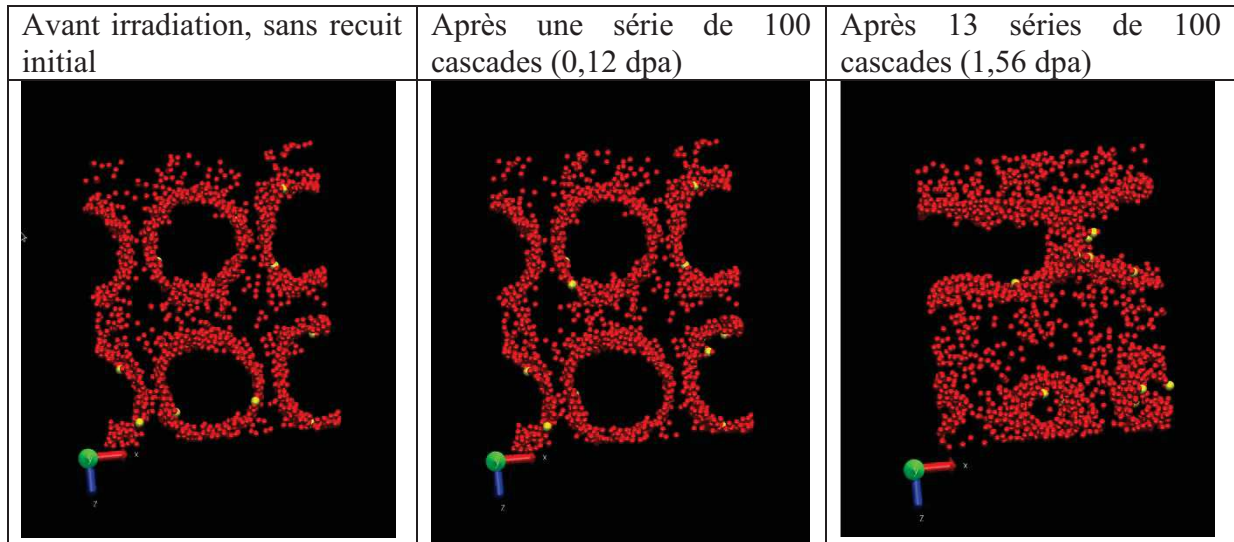 Avant irradiation, sans recuit
initial
Après une série de 100
cascades (0,12 dpa)
Après 13 séries de 100
cascades (1,56 dpa)
y
x
z
y
x
z
y
x
z